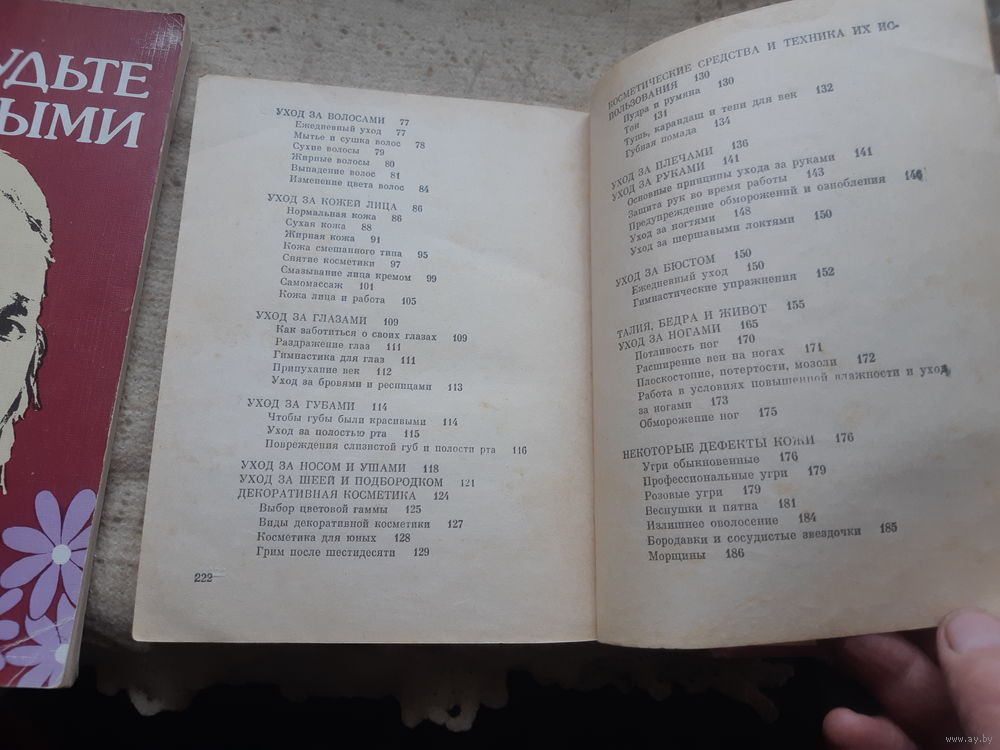 УДЬТЕ
ЫМИ
УХОД ЗА ВОЛОСАМИ 77
Ежедневный уход 77
Мытье и сушка волос 78
Сухие волосы 79
Жирные волосы 80
Выпадение волос 81
Изменение цвета волос 84
УХОД ЗА КОЖЕЙ ЛИЦА 86
Нормальная кожа 86
Сухая кожа 88
Жирная кожа 91
Кожа смешанного типа 95
Снятие косметики 97
Смазывание лица кремом 99
Самомассаж 101
Кожа лица и работа 105
УХОД ЗА ГЛАЗАМИ 109
Как заботиться о своих глазах 109
Раздражение глаз 111
Гимнастика для глаз 111
Припухание век 112
Уход за бровями и ресницами 113
УХОД ЗА ГУБАМИ 114
Чтобы губы были красивыми 114
Уход за полостью рта 115
Повреждения слизистой губ и полости рта 116
УХОД ЗА НОСОМ И УШАМИ 118
УХОД ЗА ШЕЕЙ И ПОДБОРОДКОМ 121
ДЕКОРАТИВНАЯ КОСМЕТИКА 124
Выбор цветовой гаммы 125
Виды декоративной косметики 127
Косметика для юных 128
Грим после шестидесяти 129
222
КОСМЕТИЧЕСКИЕ СРЕДСТВА И ТЕХНИКА ИХ ИС-
ПОЛЬЗОВАНИЯ 130
Пудра и румяна 130
Тон 131
Тушь, карандаш и тени для век 132
Губная помада 134
УХОД ЗА ПЛЕЧАМИ 136
УХОД ЗА РУКАМИ 141
Основные принципы ухода за руками 141
Защита рук во время работы 143
Предупреждение обморожений и ознобления 146
Уход за ногтями 148
Уход за шершавыми локтями 150
УХОД ЗА БЮСТОМ 150
Ежедневный уход 150
Гимнастические упражнения 152
ТАЛИЯ, БЕДРА И ЖИВОТ 155
УХОД ЗА НОГАМИ 165
Потливость ног 170
Расширение вен на ногах 171
Плоскостопие, потертости, мозоли 172
Работа в условиях повышенной влажности и уход
за ногами 173
Обморожение ног 175
НЕКОТОРЫЕ ДЕФЕКТЫ КОЖИ 176
Угри обыкновенные 176
Профессиональные угри 179
Розовые угри 179
Веснушки и пятна 181
Излишнее оволосение 184
Бородавки и сосудистые звездочки 185
Морщины 186
www.ay.by